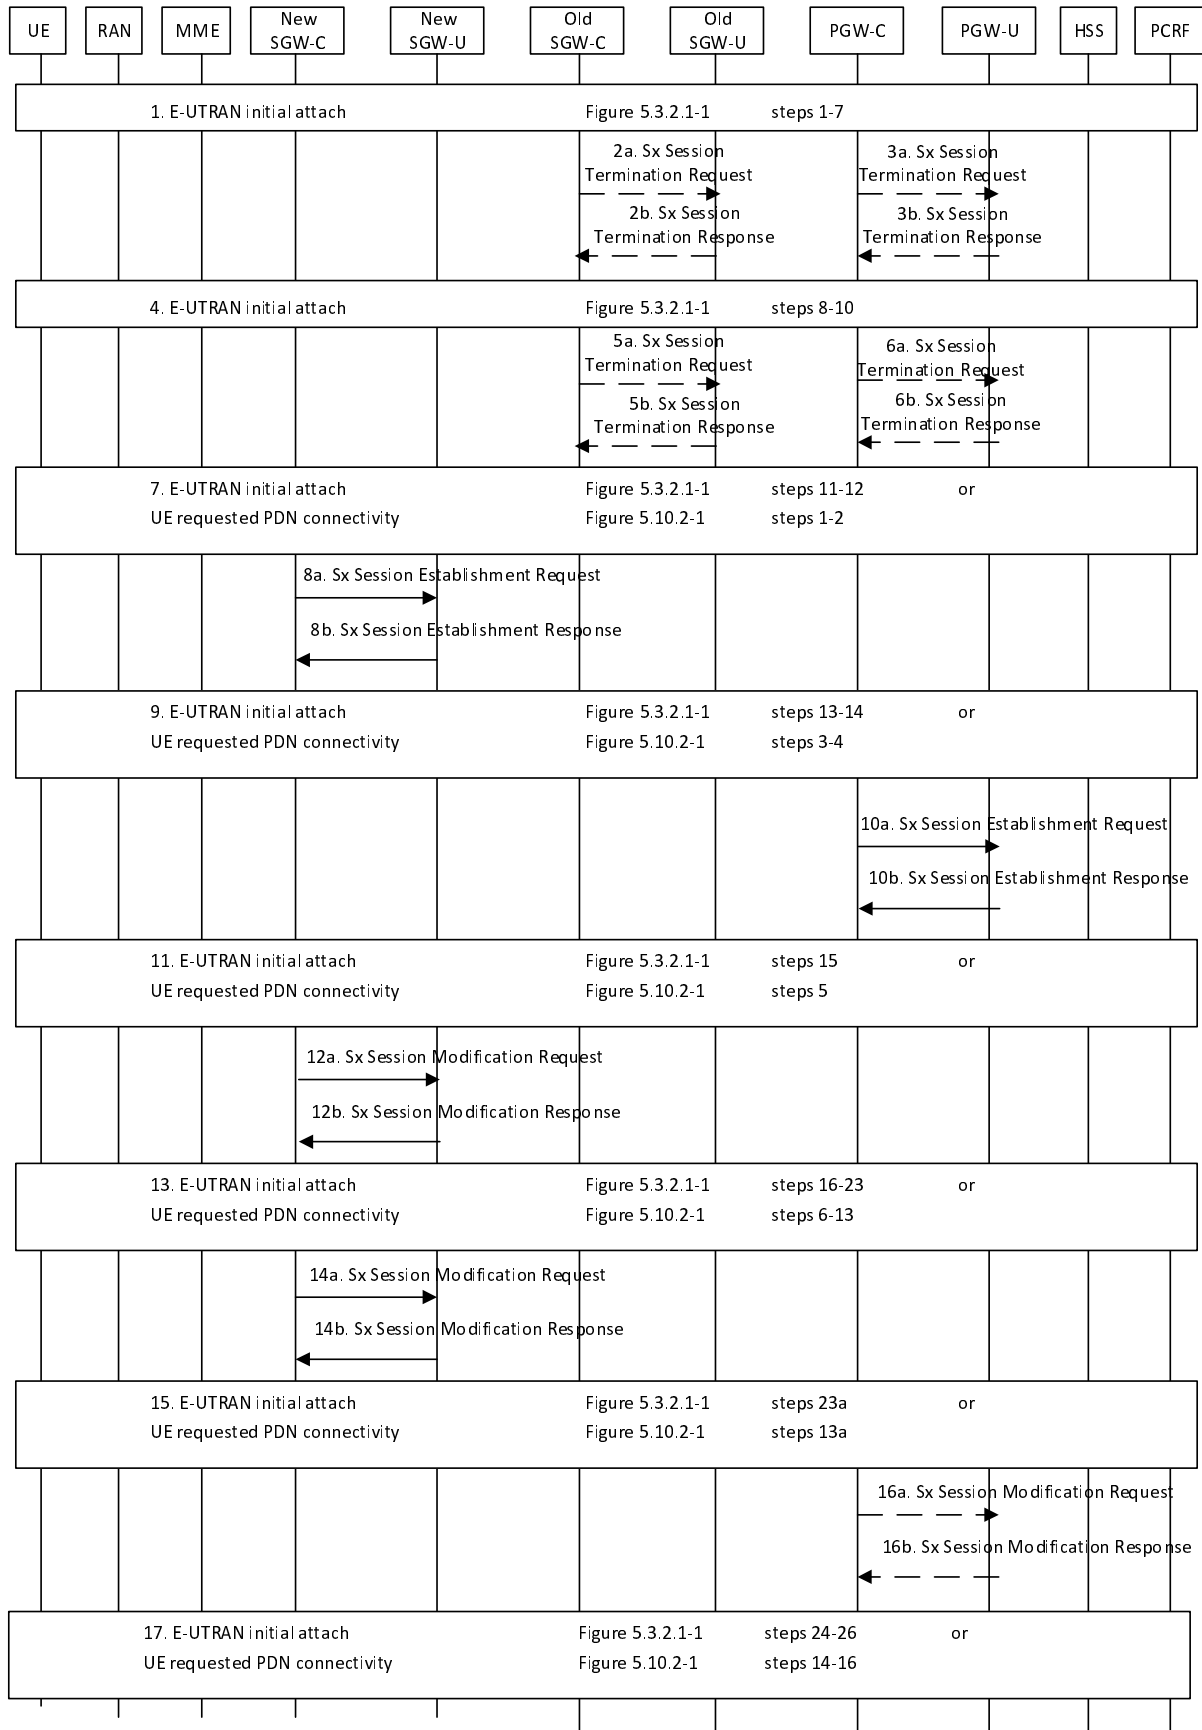 UE
RAN
MME
New
SGW-C
New
SGW-U
Old
SGW-C
Old
SGW-U
PGW-C
PGW-U
HSS
PCRF
1. E-UTRAN initial attach Figure 5.3.2.1-1 steps 1-7
2a. Sx Session
Termination Request
3a. Sx Session
Termination Request
2b. Sx Session
Termination Response
3b. Sx Session
Termination Response
4. E-UTRAN initial attach Figure 5.3.2.1-1 steps 8-10
5a. Sx Session
Termination Request
6a. Sx Session
Termination Request
5b. Sx Session
Termination Response
6b. Sx Session
Termination Response
7. E-UTRAN initial attach Figure 5.3.2.1-1 steps 11-12 or
UE requested PDN connectivity Figure 5.10.2-1 steps 1-2
8a. Sx Session Establishment Request
8b. Sx Session Establishment Response
9. E-UTRAN initial attach Figure 5.3.2.1-1 steps 13-14 or
UE requested PDN connectivity Figure 5.10.2-1 steps 3-4
10a. Sx Session Establishment Request
10b. Sx Session Establishment Response
11. E-UTRAN initial attach Figure 5.3.2.1-1 steps 15 or
UE requested PDN connectivity Figure 5.10.2-1 steps 5
12a. Sx Session Modification Request
12b. Sx Session Modification Response
13. E-UTRAN initial attach Figure 5.3.2.1-1 steps 16-23 or
UE requested PDN connectivity Figure 5.10.2-1 steps 6-13
14a. Sx Session Modification Request
14b. Sx Session Modification Response
15. E-UTRAN initial attach Figure 5.3.2.1-1 steps 23a or
UE requested PDN connectivity Figure 5.10.2-1 steps 13a
16a. Sx Session Modification Request
16b. Sx Session Modification Response
17. E-UTRAN initial attach Figure 5.3.2.1-1 steps 24-26 or
UE requested PDN connectivity Figure 5.10.2-1 steps 14-16